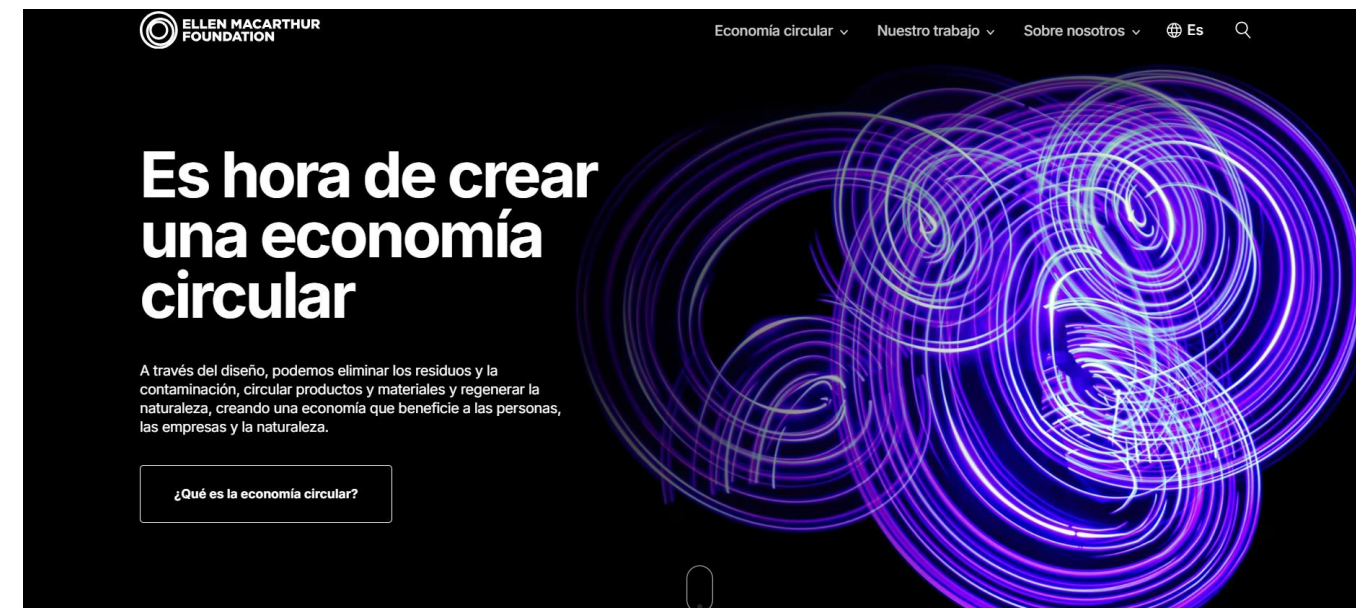 ELLEN MACARTHUR
FOUNDATION
Economía circular
Nuestro trabajo
Sobre nosotros
Es
Es hora de crear
una economía
circular
A través del diseño, podemos eliminar los residuos y la
contaminación, circular productos y materiales y regenerar la
naturaleza, creando una economía que beneficie a las personas,
las empresas y la naturaleza.
¿Qué es la economía circular?